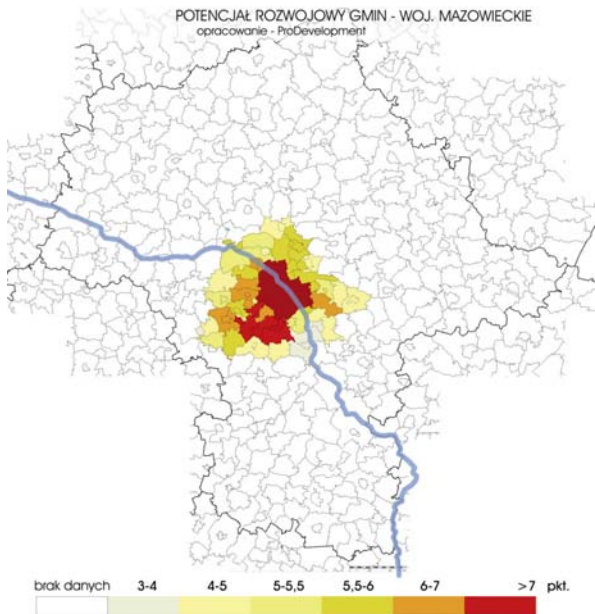 POTENCJAŁ ROZWOJOWY GMIN - WOJ. MAZOWIECKIE
opracowanie - ProDevelopment
brak danych 3-4 4-5 5-5,5 5,5-6 6-7 >7 pkt.